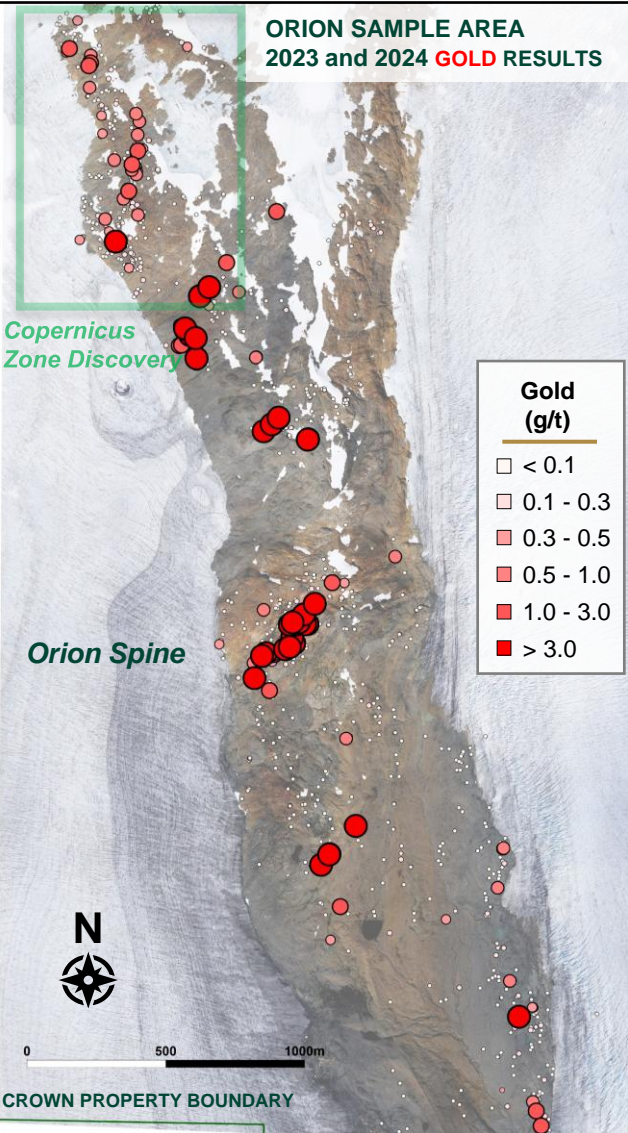 ORION SAMPLE AREA
2023 and 2024 GOLD RESULTS
Copernicus
Zone Discovery
Gold
(g/t)
< 0.1
0.1 - 0.3
0.3 - 0.5
0.5 - 1.0
1.0 - 3.0
> 3.0
Orion Spine
N
0 500 1000m
CROWN PROPERTY BOUNDARY